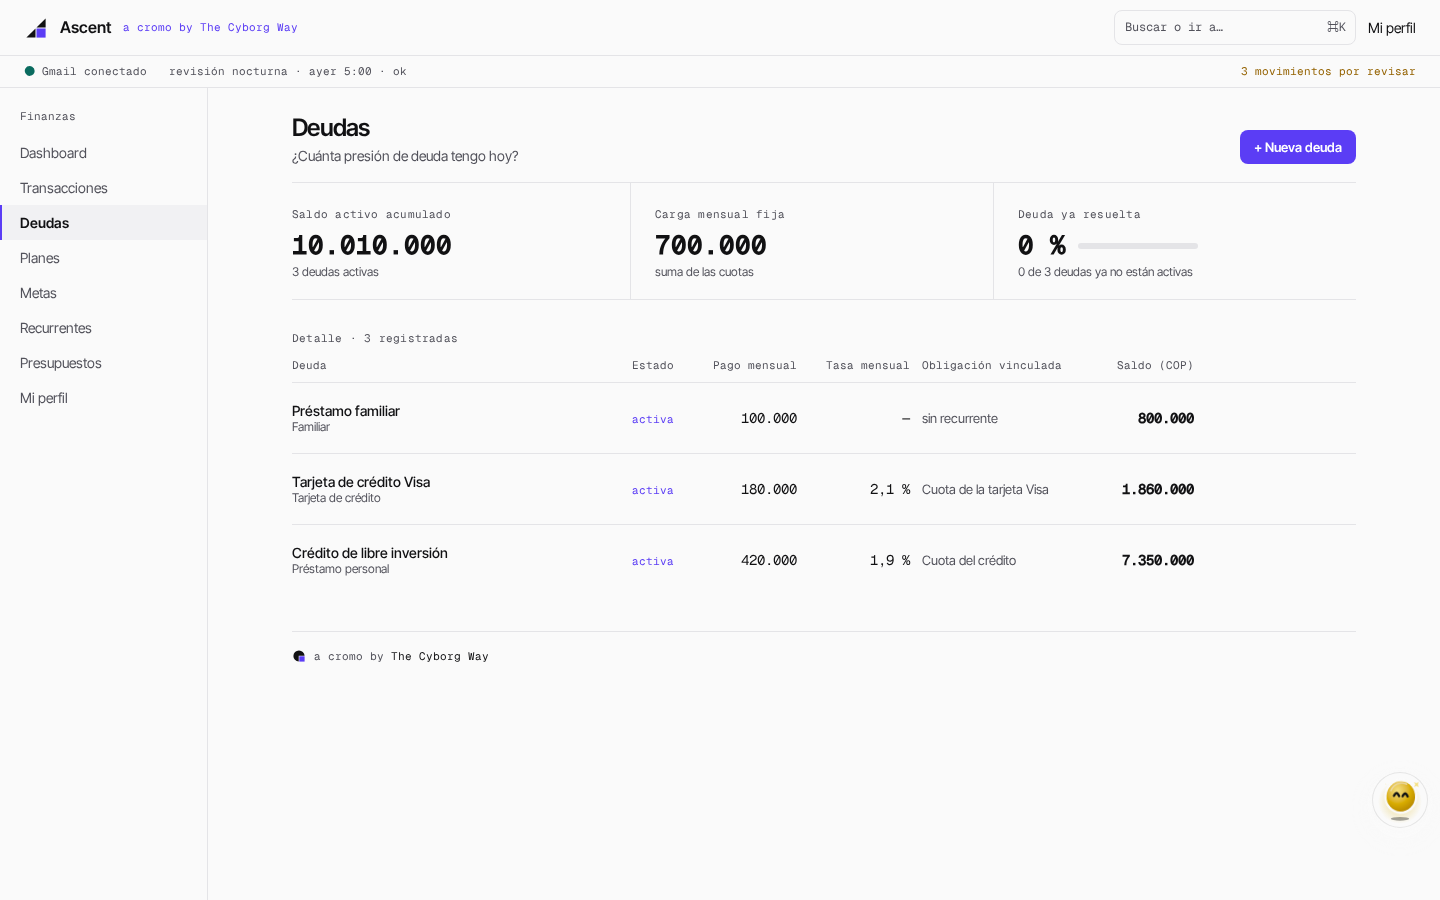 Ascent a cromo by The Cyborg Way
Buscar o ir a… ⌘K
Mi perfil
Gmail conectado revisión nocturna · ayer 5:00 · ok
3 movimientos por revisar
Finanzas
Dashboard
Transacciones
Deudas
Planes
Metas
Recurrentes
Presupuestos
Mi perfil
Deudas
¿Cuánta presión de deuda tengo hoy?
+ Nueva deuda
Saldo activo acumulado
10.010.000
3 deudas activas
Carga mensual fija
700.000
suma de las cuotas
Deuda ya resuelta
0 %
0 de 3 deudas ya no están activas
Detalle · 3 registradas
Deuda Estado Pago mensual Tasa mensual Obligación vinculada Saldo (COP)
Préstamo familiar activa 100.000 — sin recurrente 800.000
Familiar
Tarjeta de crédito Visa activa 180.000 2,1 % Cuota de la tarjeta Visa 1.860.000
Tarjeta de crédito
Crédito de libre inversión activa 420.000 1,9 % Cuota del crédito 7.350.000
Préstamo personal
a cromo by The Cyborg Way